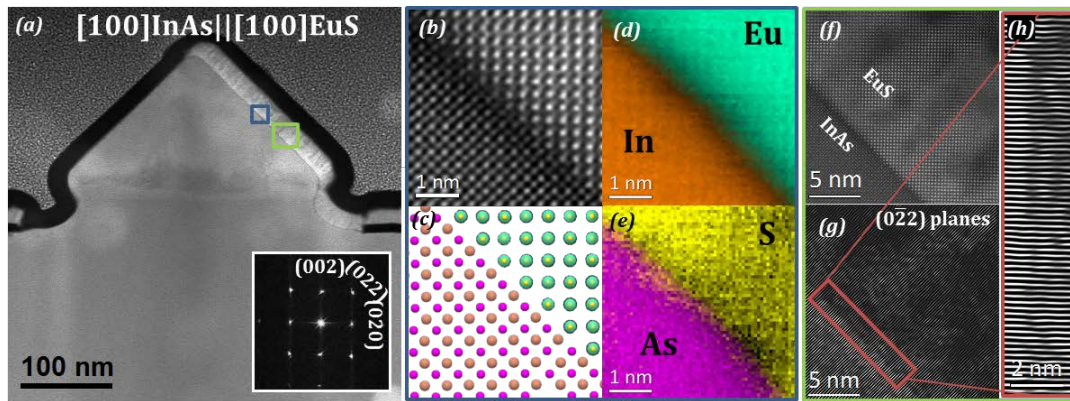 (a) [100]InAs||[100]EuS
(002)
(022)
(020)
100 nm
(b)
1 nm
(c)
(d)
Eu
In
1 nm
(e)
S
As
1 nm
(f)
EuS
InAs
5 nm
(g)
(02̅2̅) planes
5 nm
(h)
2 nm